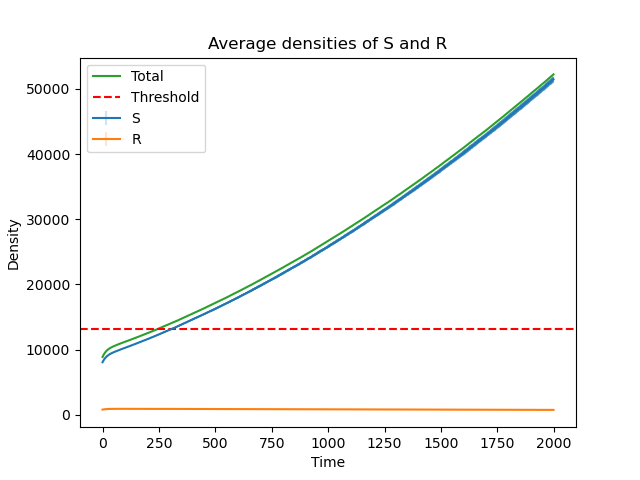 Average densities of S and R
Total
Threshold
S
R
50000
40000
30000
20000
10000
0
Density
0 250 500 750 1000 1250 1500 1750 2000
Time